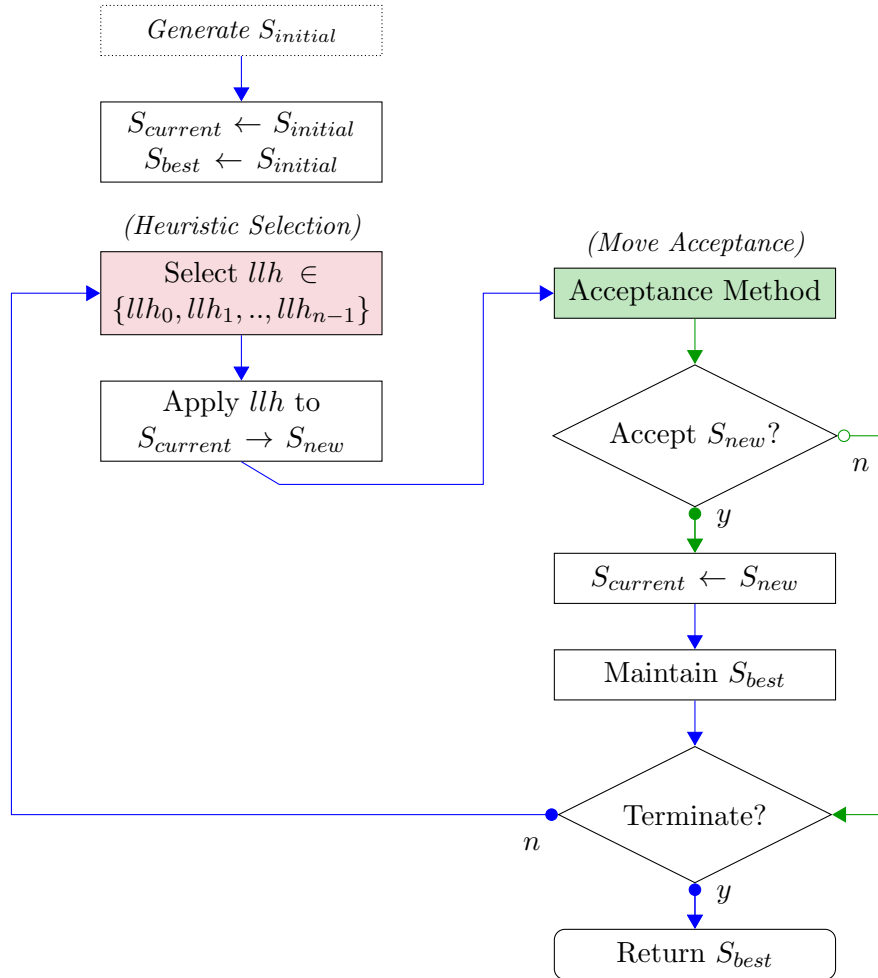 Generate S_initial
S_current ← S_initial
S_best ← S_initial
(Heuristic Selection)
Select llh ∈
{llh_0, llh_1, .., llh_{n−1}}
Apply llh to
S_current → S_new
(Move Acceptance)
Acceptance Method
Accept S_new?
n
y
S_current ← S_new
Maintain S_best
Terminate?
n
y
Return S_best